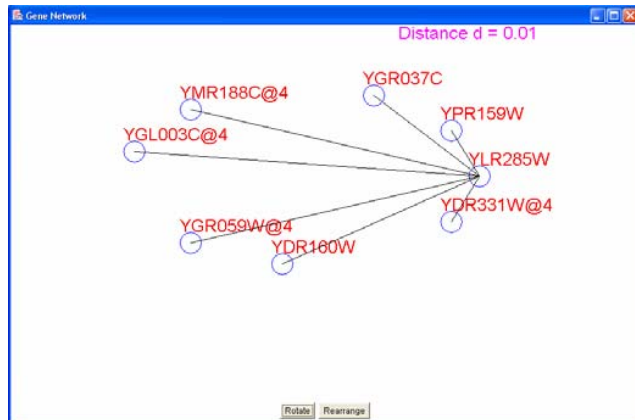 Gene Network
Distance d = 0.01
YGR037C
YMR188C@4
YPR159W
YGL003C@4
YLR285W
YDR331W@4
YGR059W@4
YDR160W
Rotate Rearrange